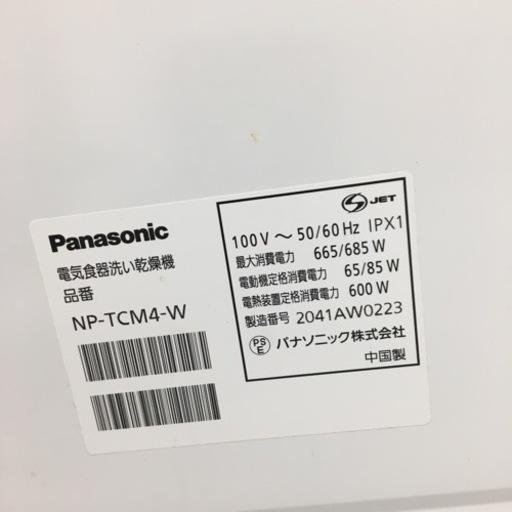 Panasonic
電気食器洗い乾燥機
品番
NP-TCM4-W
S JET
100V ～ 50/60 Hz IPX1
最大消費電力 665/685 W
電動機定格消費電力 65/85 W
電熱装置定格消費電力 600 W
製造番号 2041AW0223
PSE パナソニック株式会社
中国製